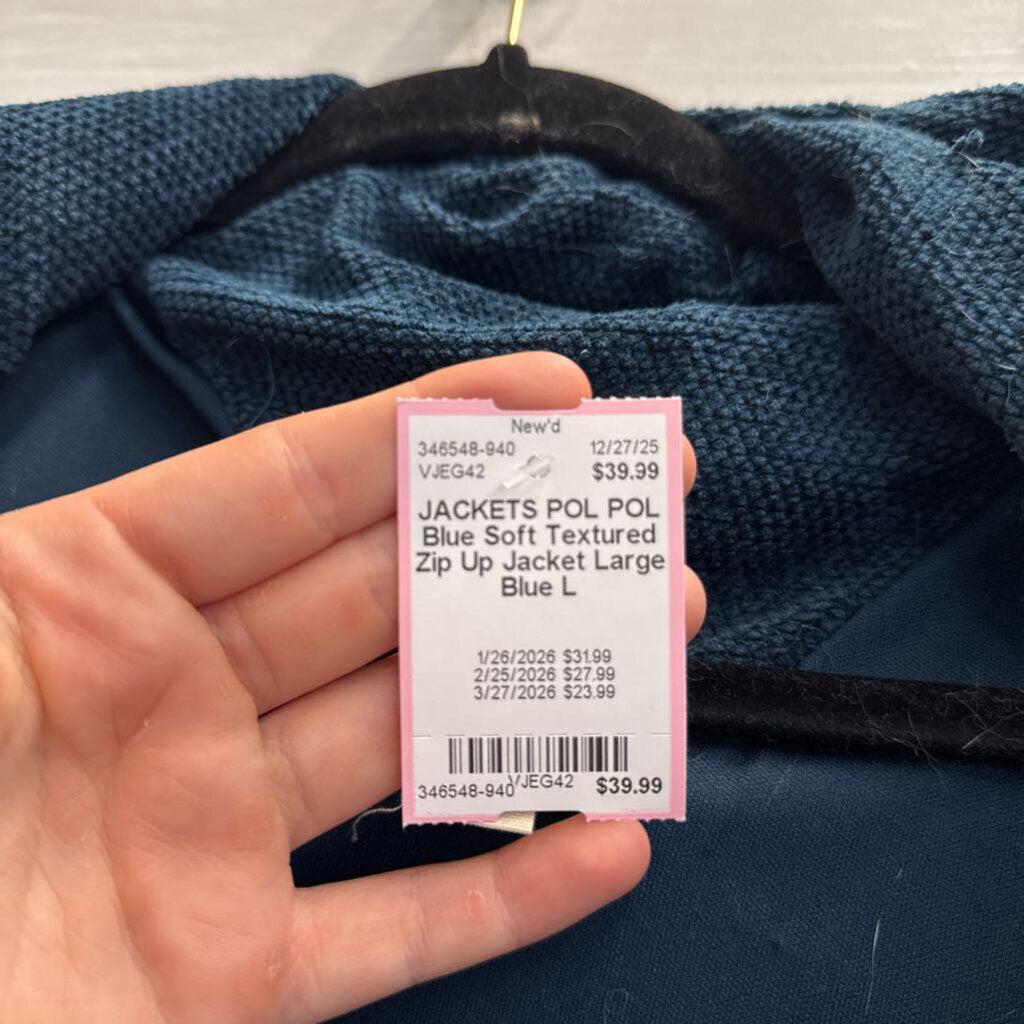 New'd
346548-940 12/27/25
VJEG42 $39.99
JACKETS POL POL
Blue Soft Textured
Zip Up Jacket Large
Blue L
1/26/2026 $31.99
2/25/2026 $27.99
3/27/2026 $23.99
346548-940 VJEG42 $39.99